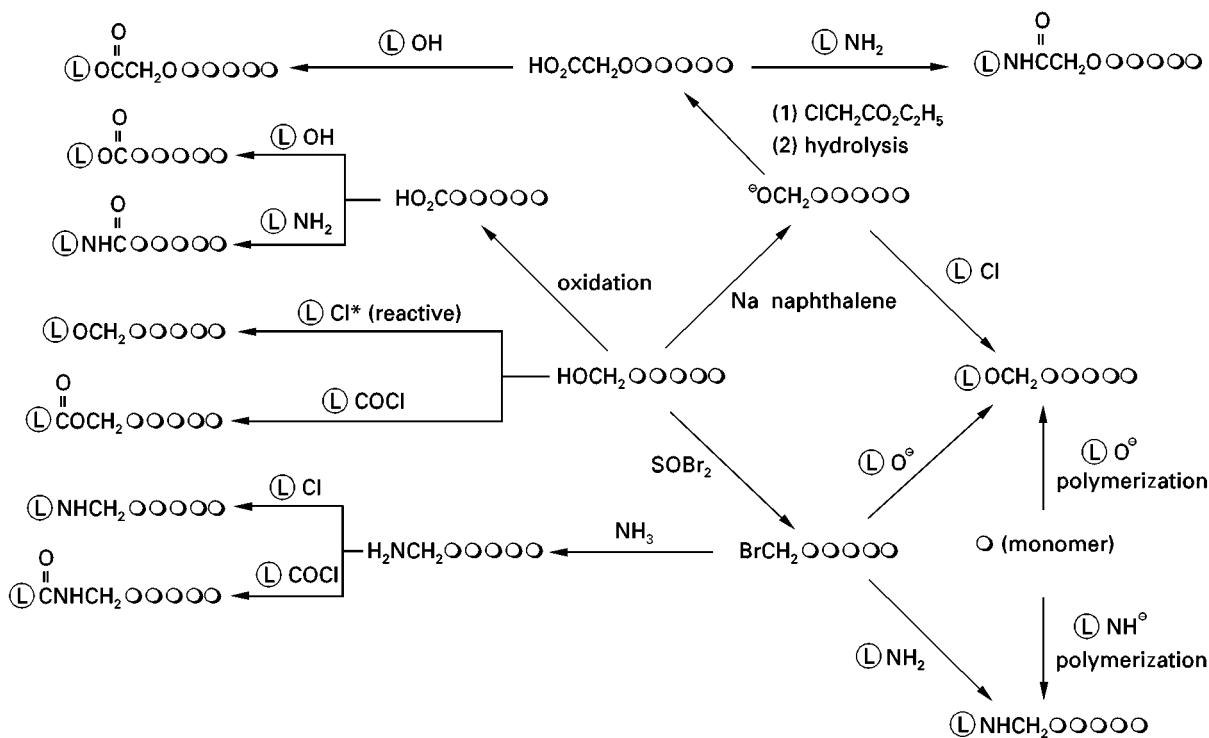 O
Ⓛ OCCH₂O○○○○○
Ⓛ OH
HO₂CCH₂O○○○○○
Ⓛ NH₂
O
Ⓛ NHCCH₂O○○○○○
(1) ClCH₂CO₂C₂H₅
(2) hydrolysis
O
Ⓛ OC○○○○○
Ⓛ OH
O
Ⓛ NHC○○○○○
Ⓛ NH₂
HO₂C○○○○○
⊖OCH₂○○○○○
oxidation
Na naphthalene
Ⓛ Cl
Ⓛ OCH₂○○○○○
Ⓛ Cl* (reactive)
O
Ⓛ COCH₂○○○○○
Ⓛ COCl
HOCH₂○○○○○
Ⓛ OCH₂○○○○○
SOBr₂
Ⓛ O⊖
Ⓛ O⊖
polymerization
Ⓛ NHCH₂○○○○○
Ⓛ Cl
O
Ⓛ CNHCH₂○○○○○
Ⓛ COCl
H₂NCH₂○○○○○
NH₃
BrCH₂○○○○○
○ (monomer)
Ⓛ NH₂
Ⓛ NH⊖
polymerization
Ⓛ NHCH₂○○○○○